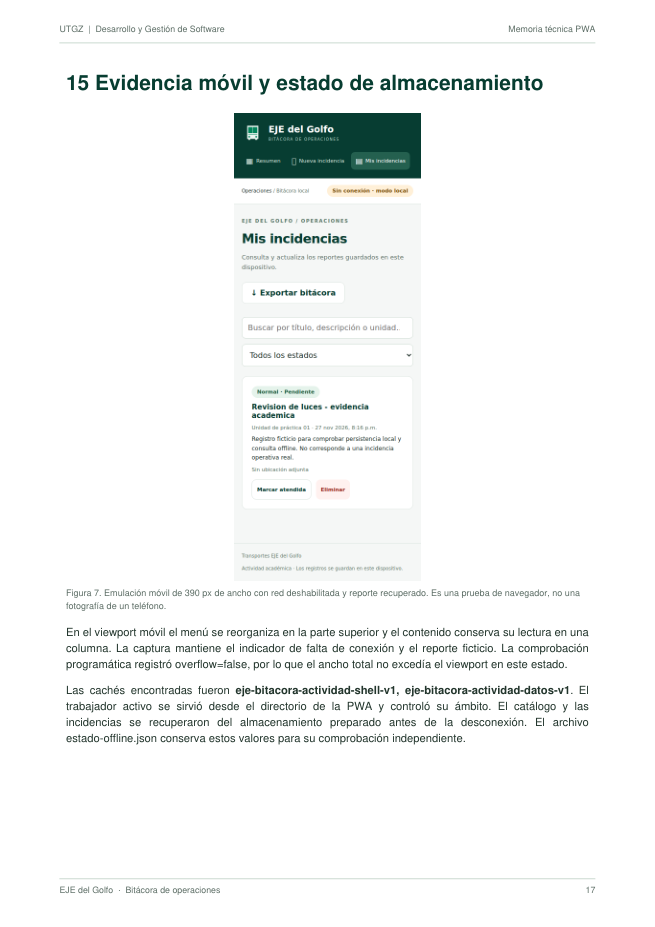 UTGZ | Desarrollo y Gestión de Software
Memoria técnica PWA
15 Evidencia móvil y estado de almacenamiento
EJE del Golfo
BITÁCORA DE OPERACIONES
Resumen
Nueva incidencia
Mis incidencias
Operaciones / Bitácora local
Sin conexión · modo local
EJE DEL GOLFO / OPERACIONES
Mis incidencias
Consulta y actualiza los reportes guardados en este
dispositivo.
↓ Exportar bitácora
Buscar por título, descripción o unidad.
Todos los estados
Normal · Pendiente
Revision de luces - evidencia
academica
Unidad de práctica 01 · 27 nov 2026, 8:16 p.m.
Registro ficticio para comprobar persistencia local y
consulta offline. No corresponde a una incidencia
operativa real.
Sin ubicación adjunta
Marcar atendida
Eliminar
Transportes EJE del Golfo
Actividad académica · Los registros se guardan en este dispositivo.
Figura 7. Emulación móvil de 390 px de ancho con red deshabilitada y reporte recuperado. Es una prueba de navegador, no una
fotografía de un teléfono.
En el viewport móvil el menú se reorganiza en la parte superior y el contenido conserva su lectura en una
columna. La captura mantiene el indicador de falta de conexión y el reporte ficticio. La comprobación
programática registró overflow=false, por lo que el ancho total no excedía el viewport en este estado.
Las cachés encontradas fueron eje-bitacora-actividad-shell-v1, eje-bitacora-actividad-datos-v1. El
trabajador activo se sirvió desde el directorio de la PWA y controló su ámbito. El catálogo y las
incidencias se recuperaron del almacenamiento preparado antes de la desconexión. El archivo
estado-offline.json conserva estos valores para su comprobación independiente.
EJE del Golfo · Bitácora de operaciones
17